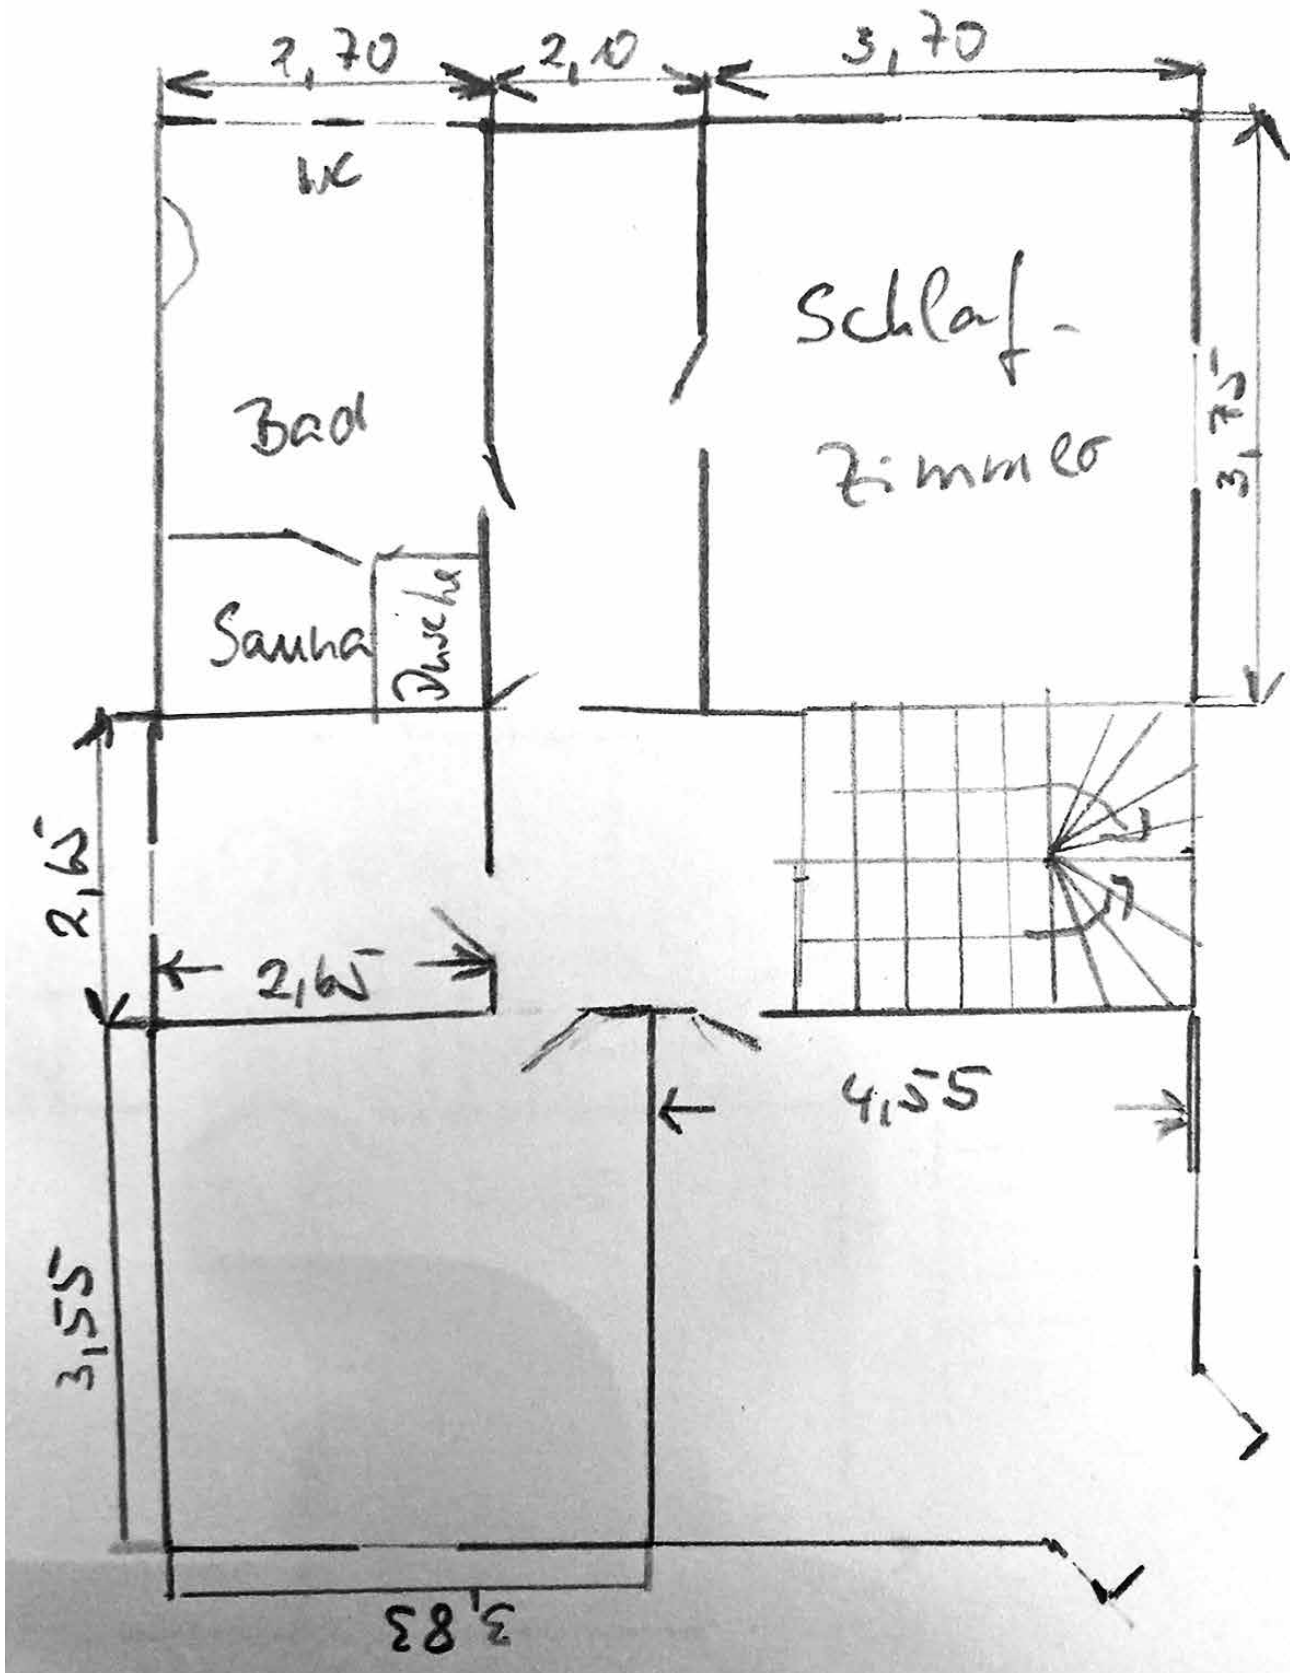 2,70
2,10
3,70
WC
Schlaf-
3,75
Bad
Zimmer
Sauna
Dusche
2,65
2,65
4,55
3,55
3,83